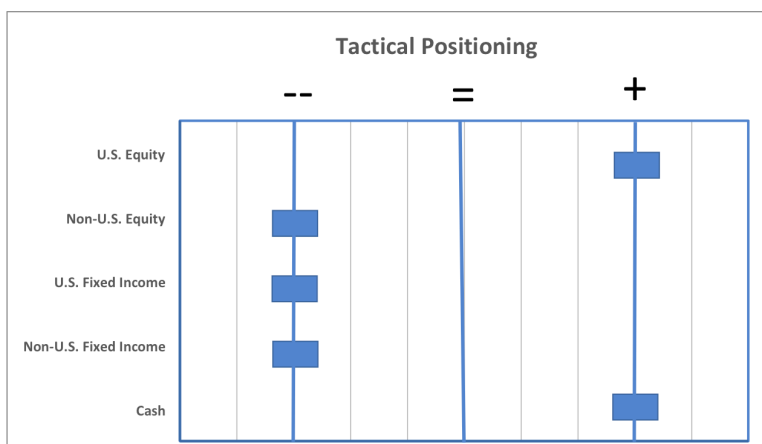 Tactical Positioning
-- = +
U.S. Equity
Non-U.S. Equity
U.S. Fixed Income
Non-U.S. Fixed Income
Cash